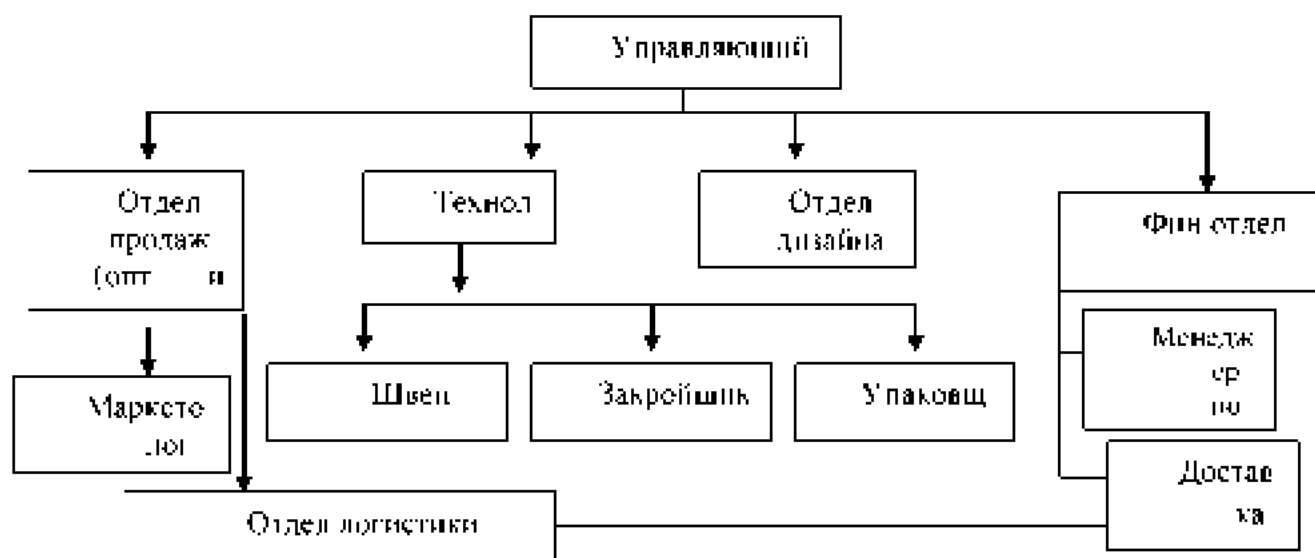 Управляющий
Отдел
продаж
(опт и
Технол
Отдел
дизайна
Фин отдел
Менедж
ер
по
Швец
Закройщик
Упаковщ
Маркето
лог
Достав
ка
Отдел логистики